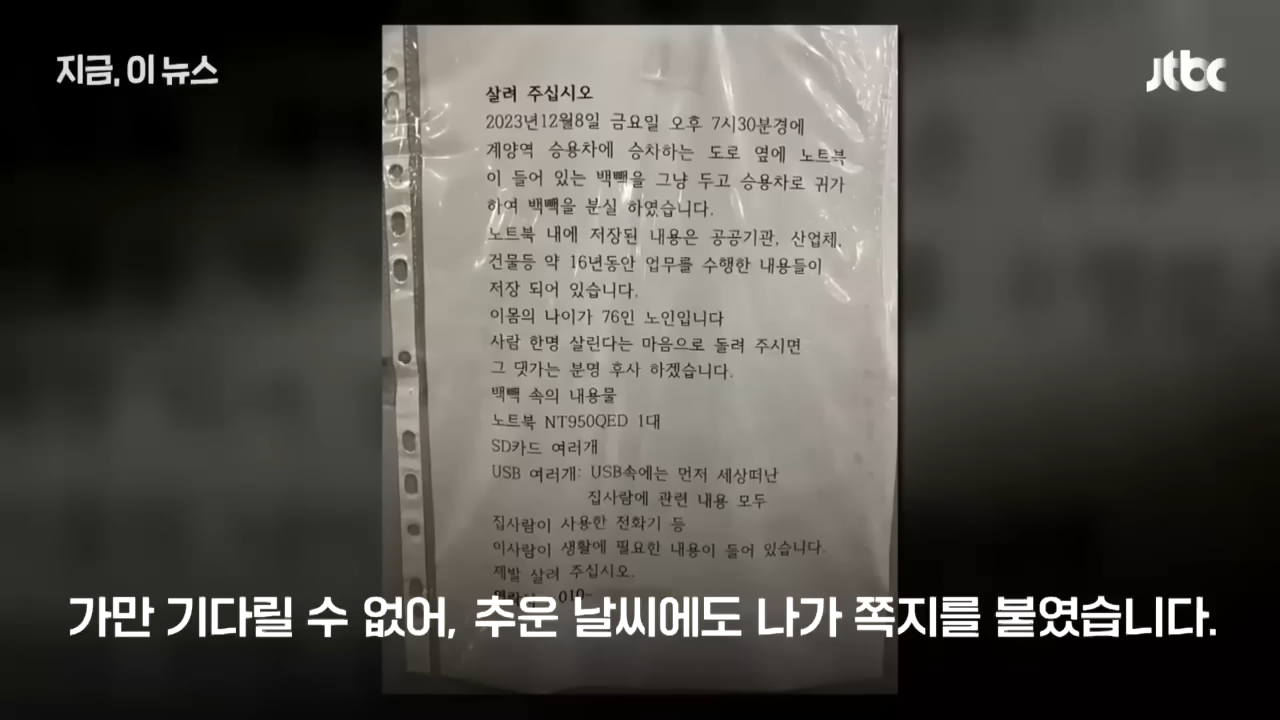 지금, 이 뉴스
jtbc
살려 주십시오
2023년12월8일 금요일 오후 7시30분경에
계양역 승용차에 승차하는 도로 옆에 노트북
이 들어 있는 백빽을 그냥 두고 승용차로 귀가
하여 백빽을 분실 하였습니다.
노트북 내에 저장된 내용은 공공기관, 산업체,
건물등 약 16년동안 업무를 수행한 내용들이
저장 되어 있습니다.
이몸의 나이가 76인 노인입니다
사람 한명 살린다는 마음으로 돌려 주시면
그 댓가는 분명 후사 하겠습니다.
백빽 속의 내용물
노트북 NT950QED 1대
SD카드 여러개
USB 여러개: USB속에는 먼저 세상떠난
집사람에 관련 내용 모두
집사람이 사용한 전화기 등
이사람이 생활에 필요한 내용이 들어 있습니다.
제발 살려 주십시오.
010-
가만 기다릴 수 없어, 추운 날씨에도 나가 쪽지를 붙였습니다.